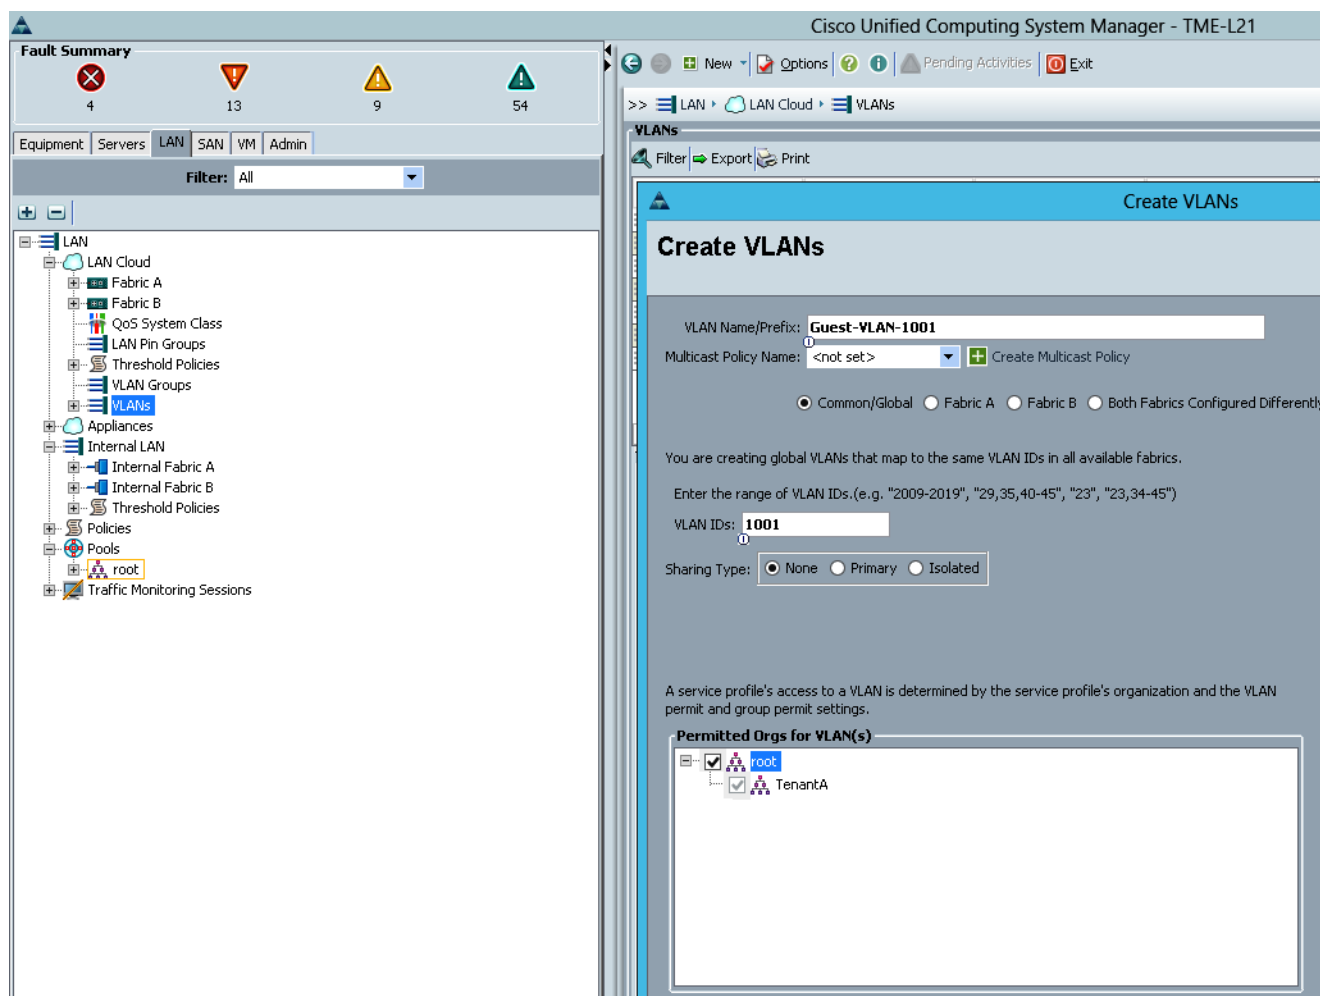 Cisco Unified Computing System Manager - TME-L21
Fault Summary
4 13 9 54
Equipment Servers LAN SAN VM Admin
Filter: All
LAN
LAN Cloud
Fabric A
Fabric B
QoS System Class
LAN Pin Groups
Threshold Policies
VLAN Groups
VLANs
Appliances
Internal LAN
Internal Fabric A
Internal Fabric B
Threshold Policies
Policies
Pools
root
Traffic Monitoring Sessions
New Options Pending Activities Exit
>> LAN LAN Cloud VLANs
VLANs
Filter Export Print
Create VLANs
Create VLANs
VLAN Name/Prefix: Guest-VLAN-1001
Multicast Policy Name: <not set> Create Multicast Policy
Common/Global Fabric A Fabric B Both Fabrics Configured Differently
You are creating global VLANs that map to the same VLAN IDs in all available fabrics.
Enter the range of VLAN IDs.(e.g. "2009-2019", "29,35,40-45", "23", "23,34-45")
VLAN IDs: 1001
Sharing Type: None Primary Isolated
A service profile's access to a VLAN is determined by the service profile's organization and the VLAN
permit and group permit settings.
Permitted Orgs for VLAN(s)
root
TenantA